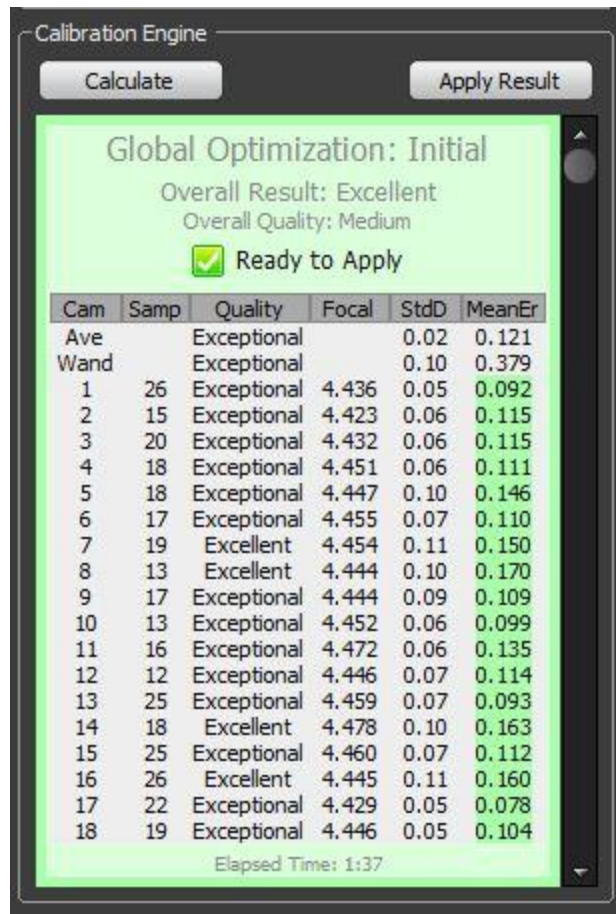 Calibration Engine
Calculate Apply Result
Global Optimization: Initial
Overall Result: Excellent
Overall Quality: Medium
Ready to Apply
Cam Samp Quality Focal StdD MeanEr
Ave Exceptional 0.02 0.121
Wand Exceptional 0.10 0.379
1 26 Exceptional 4.436 0.05 0.092
2 15 Exceptional 4.423 0.06 0.115
3 20 Exceptional 4.432 0.06 0.115
4 18 Exceptional 4.451 0.06 0.111
5 18 Exceptional 4.447 0.10 0.146
6 17 Exceptional 4.455 0.07 0.110
7 19 Excellent 4.454 0.11 0.150
8 13 Excellent 4.444 0.10 0.170
9 17 Exceptional 4.444 0.09 0.109
10 13 Exceptional 4.452 0.06 0.099
11 16 Exceptional 4.472 0.06 0.135
12 12 Exceptional 4.446 0.07 0.114
13 25 Exceptional 4.459 0.07 0.093
14 18 Excellent 4.478 0.10 0.163
15 25 Exceptional 4.460 0.07 0.112
16 26 Excellent 4.445 0.11 0.160
17 22 Exceptional 4.429 0.05 0.078
18 19 Exceptional 4.446 0.05 0.104
Elapsed Time: 1:37